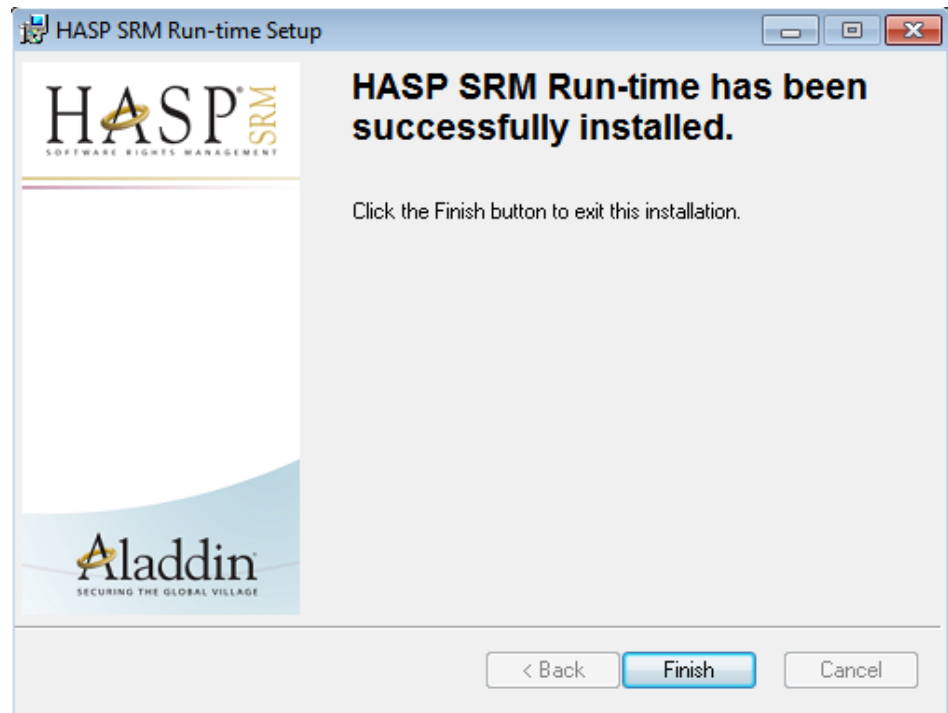 HASP SRM Run-time Setup
HASP® SRM
SOFTWARE RIGHTS MANAGEMENT
HASP SRM Run-time has been
successfully installed.
Click the Finish button to exit this installation.
Aladdin
SECURING THE GLOBAL VILLAGE
< Back
Finish
Cancel